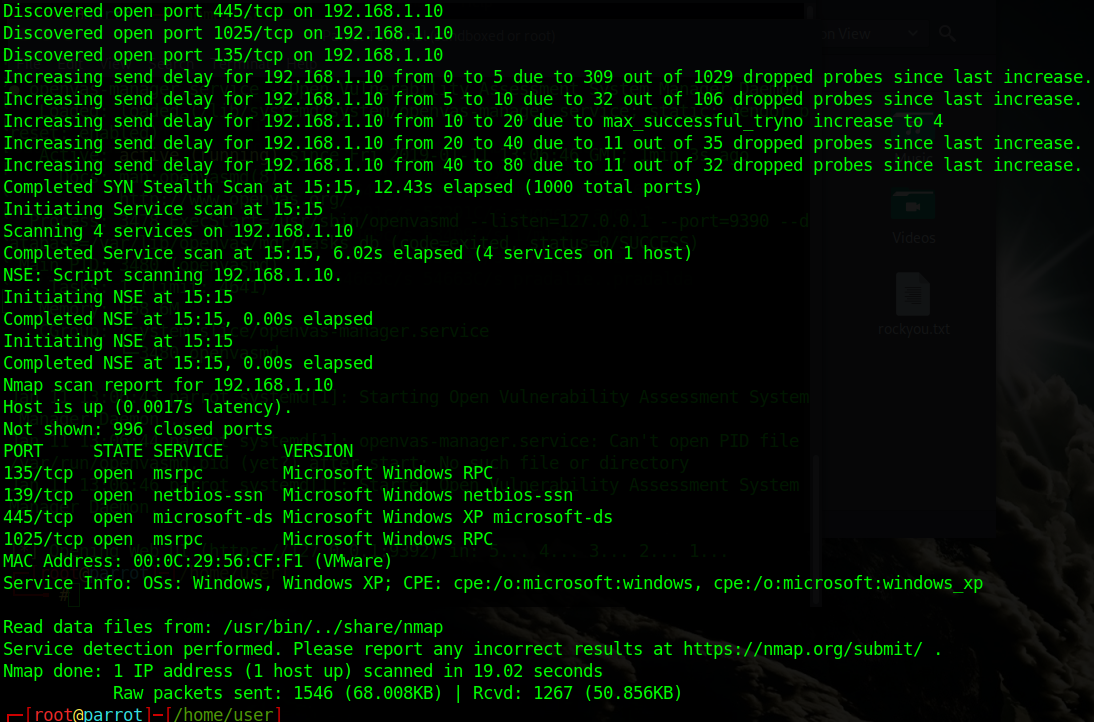 Discovered open port 445/tcp on 192.168.1.10
Discovered open port 1025/tcp on 192.168.1.10
Discovered open port 135/tcp on 192.168.1.10
Increasing send delay for 192.168.1.10 from 0 to 5 due to 309 out of 1029 dropped probes since last increase.
Increasing send delay for 192.168.1.10 from 5 to 10 due to 32 out of 106 dropped probes since last increase.
Increasing send delay for 192.168.1.10 from 10 to 20 due to max_successful_tryno increase to 4
Increasing send delay for 192.168.1.10 from 20 to 40 due to 11 out of 35 dropped probes since last increase.
Increasing send delay for 192.168.1.10 from 40 to 80 due to 11 out of 32 dropped probes since last increase.
Completed SYN Stealth Scan at 15:15, 12.43s elapsed (1000 total ports)
Initiating Service scan at 15:15
Scanning 4 services on 192.168.1.10
Completed Service scan at 15:15, 6.02s elapsed (4 services on 1 host)
NSE: Script scanning 192.168.1.10.
Initiating NSE at 15:15
Completed NSE at 15:15, 0.00s elapsed
Initiating NSE at 15:15
Completed NSE at 15:15, 0.00s elapsed
Nmap scan report for 192.168.1.10
Host is up (0.0017s latency).
Not shown: 996 closed ports
PORT     STATE SERVICE      VERSION
135/tcp  open  msrpc        Microsoft Windows RPC
139/tcp  open  netbios-ssn  Microsoft Windows netbios-ssn
445/tcp  open  microsoft-ds Microsoft Windows XP microsoft-ds
1025/tcp open  msrpc        Microsoft Windows RPC
MAC Address: 00:0C:29:56:CF:F1 (VMware)
Service Info: OSs: Windows, Windows XP; CPE: cpe:/o:microsoft:windows, cpe:/o:microsoft:windows_xp
Read data files from: /usr/bin/../share/nmap
Service detection performed. Please report any incorrect results at https://nmap.org/submit/ .
Nmap done: 1 IP address (1 host up) scanned in 19.02 seconds
Raw packets sent: 1546 (68.008KB) | Rcvd: 1267 (50.856KB)
┌─[root@parrot]─[/home/user]
Videos
rockyou.txt